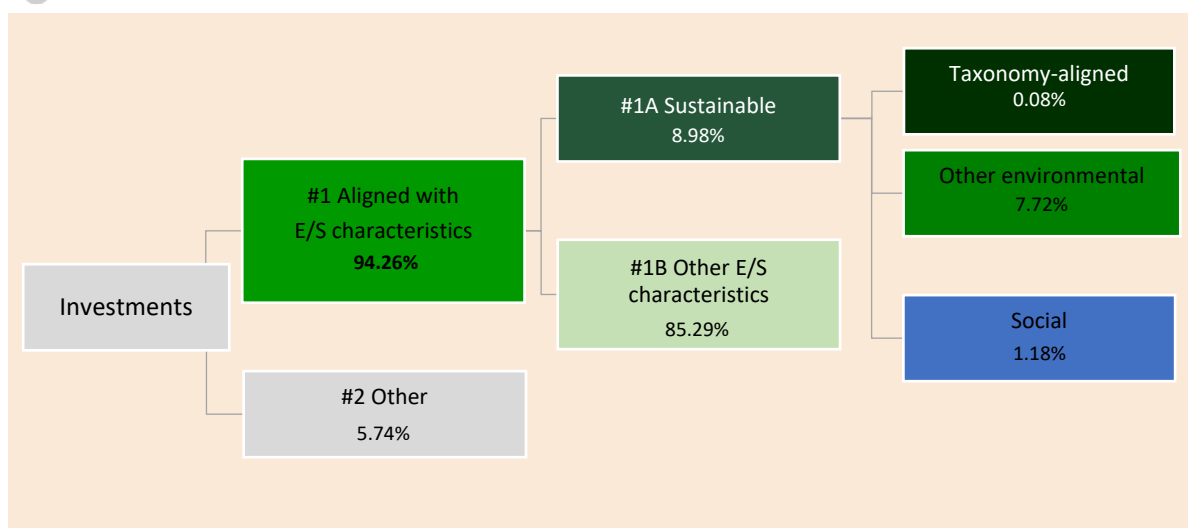 Investments
#1 Aligned with
E/S characteristics
94.26%
#2 Other
5.74%
#1A Sustainable
8.98%
#1B Other E/S
characteristics
85.29%
Taxonomy-aligned
0.08%
Other environmental
7.72%
Social
1.18%